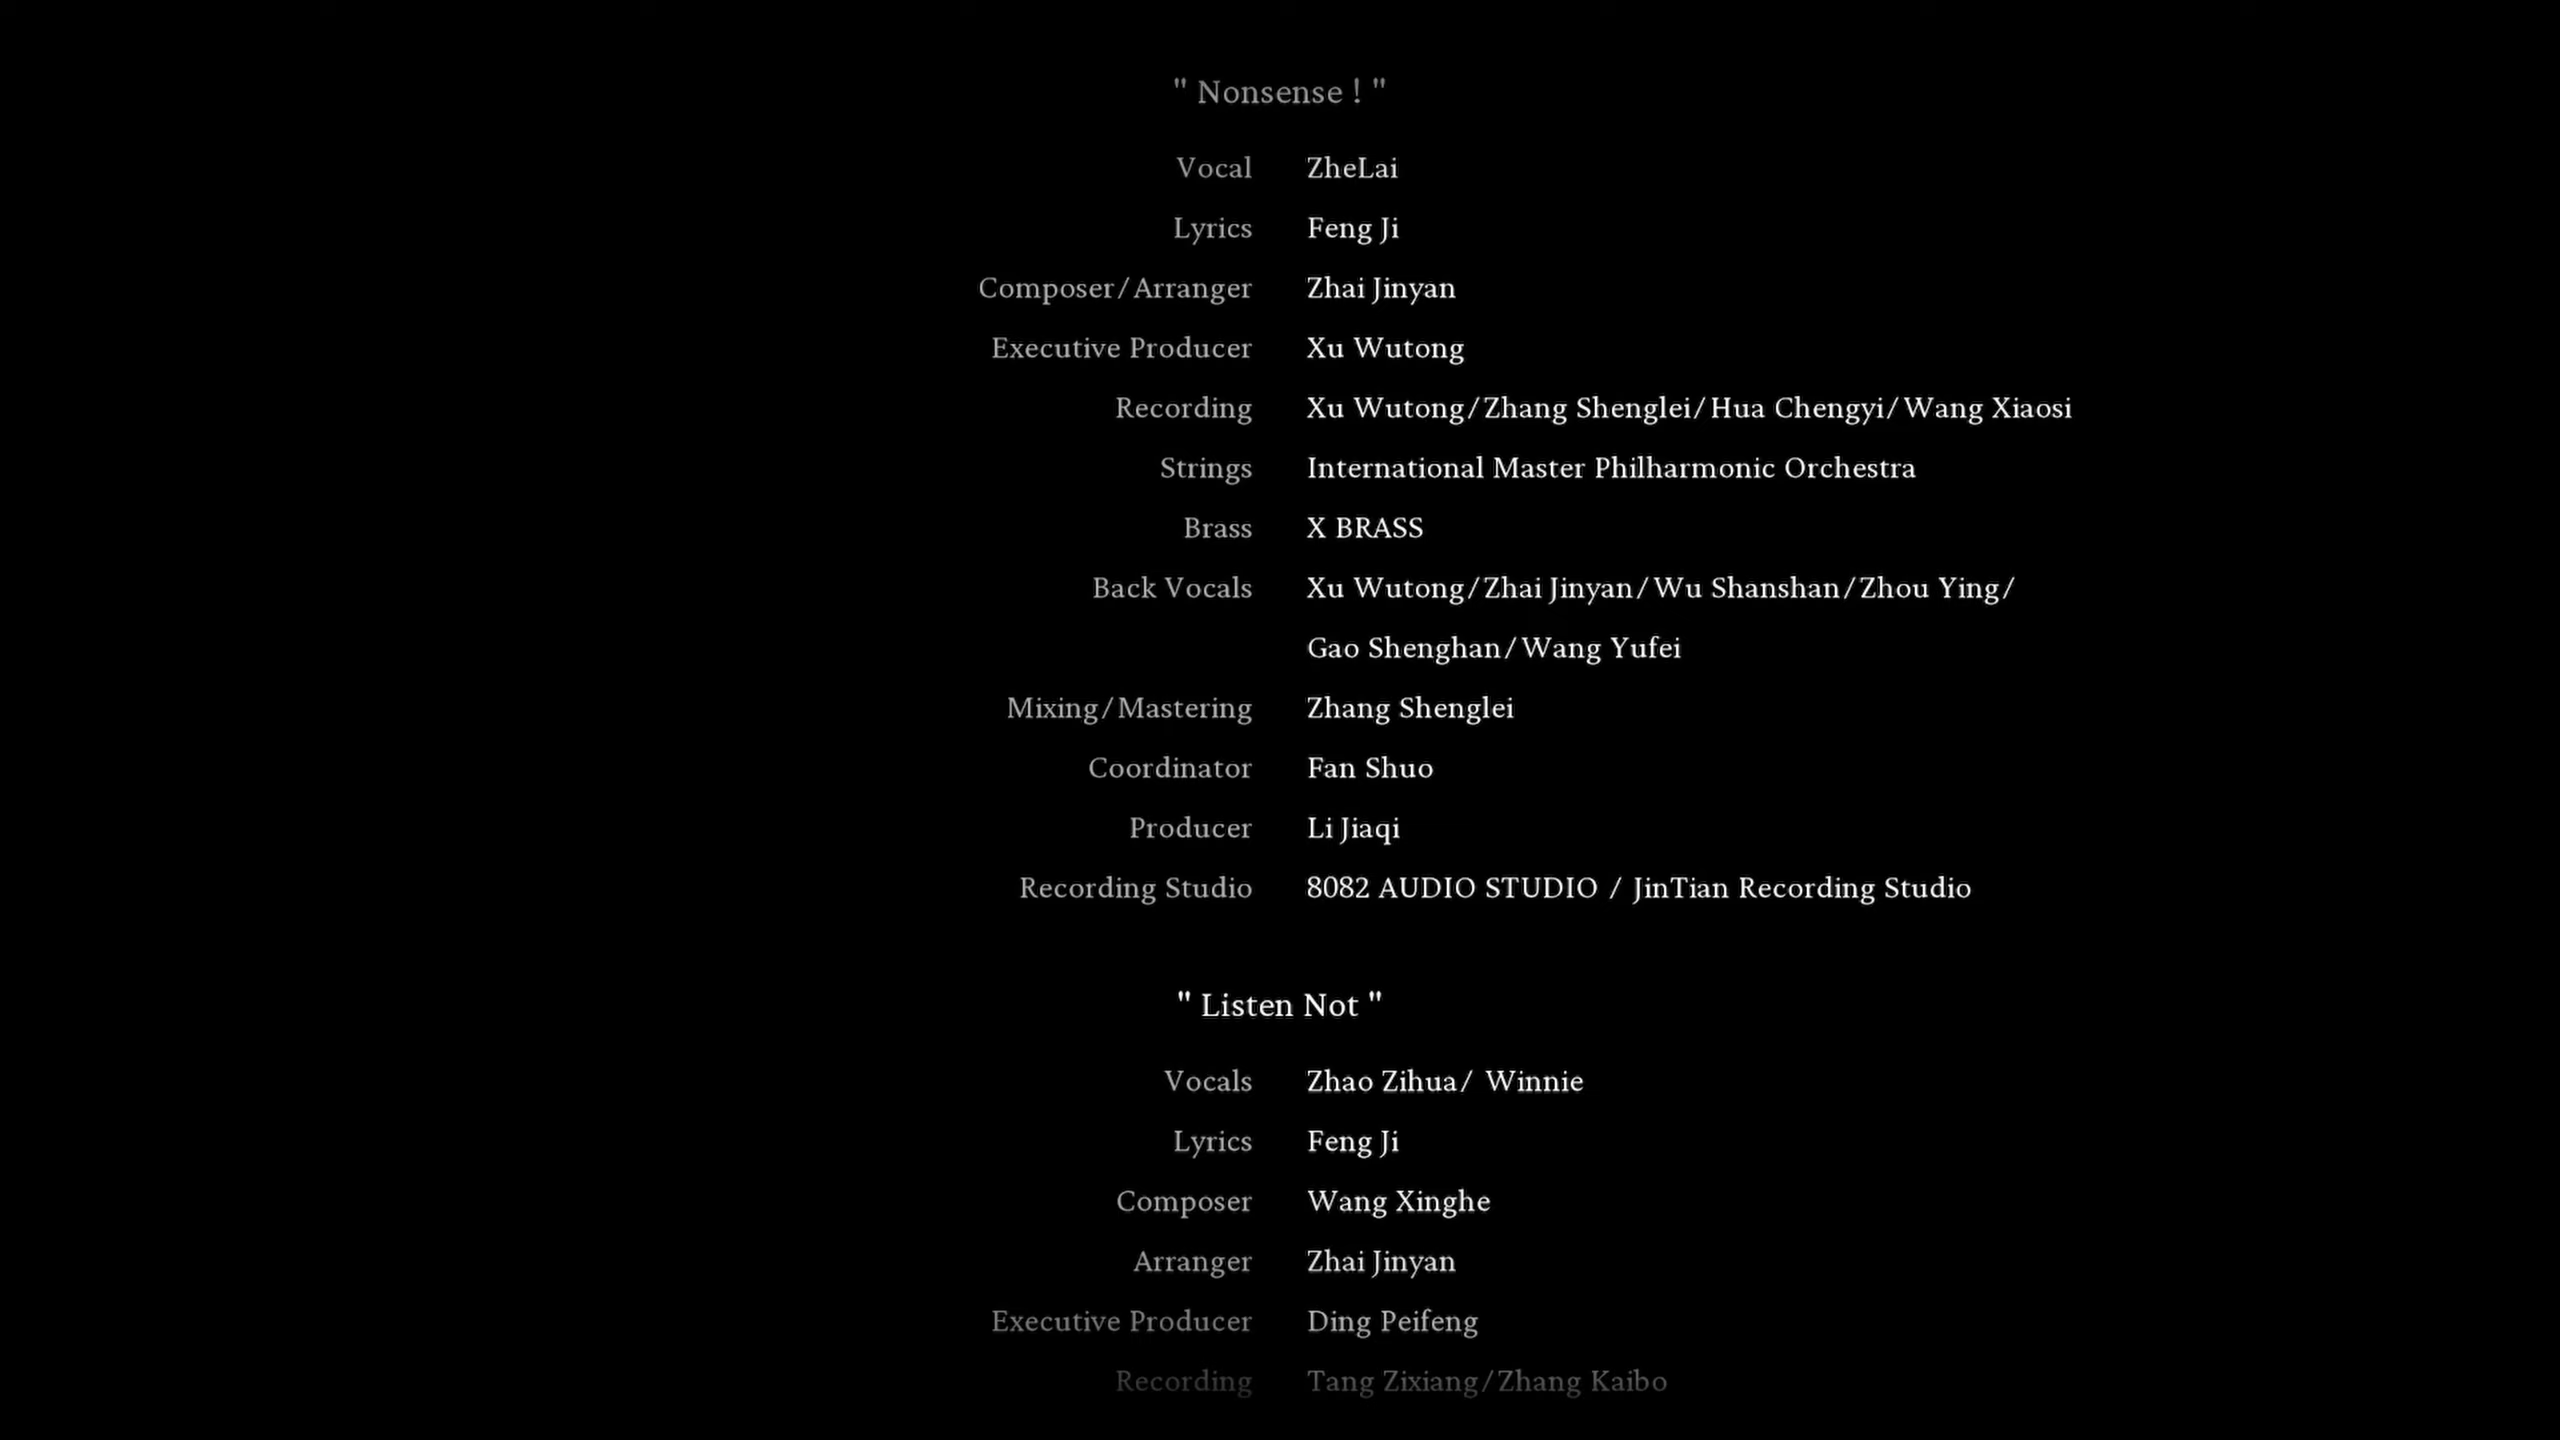 " Nonsense ! "
Vocal ZheLai
Lyrics Feng Ji
Composer/Arranger Zhai Jinyan
Executive Producer Xu Wutong
Recording Xu Wutong/Zhang Shenglei/Hua Chengyi/Wang Xiaosi
Strings International Master Philharmonic Orchestra
Brass X BRASS
Back Vocals Xu Wutong/Zhai Jinyan/Wu Shanshan/Zhou Ying/
Gao Shenghan/Wang Yufei
Mixing/Mastering Zhang Shenglei
Coordinator Fan Shuo
Producer Li Jiaqi
Recording Studio 8082 AUDIO STUDIO / JinTian Recording Studio
" Listen Not "
Vocals Zhao Zihua/ Winnie
Lyrics Feng Ji
Composer Wang Xinghe
Arranger Zhai Jinyan
Executive Producer Ding Peifeng
Recording Tang Zixiang/Zhang Kaibo